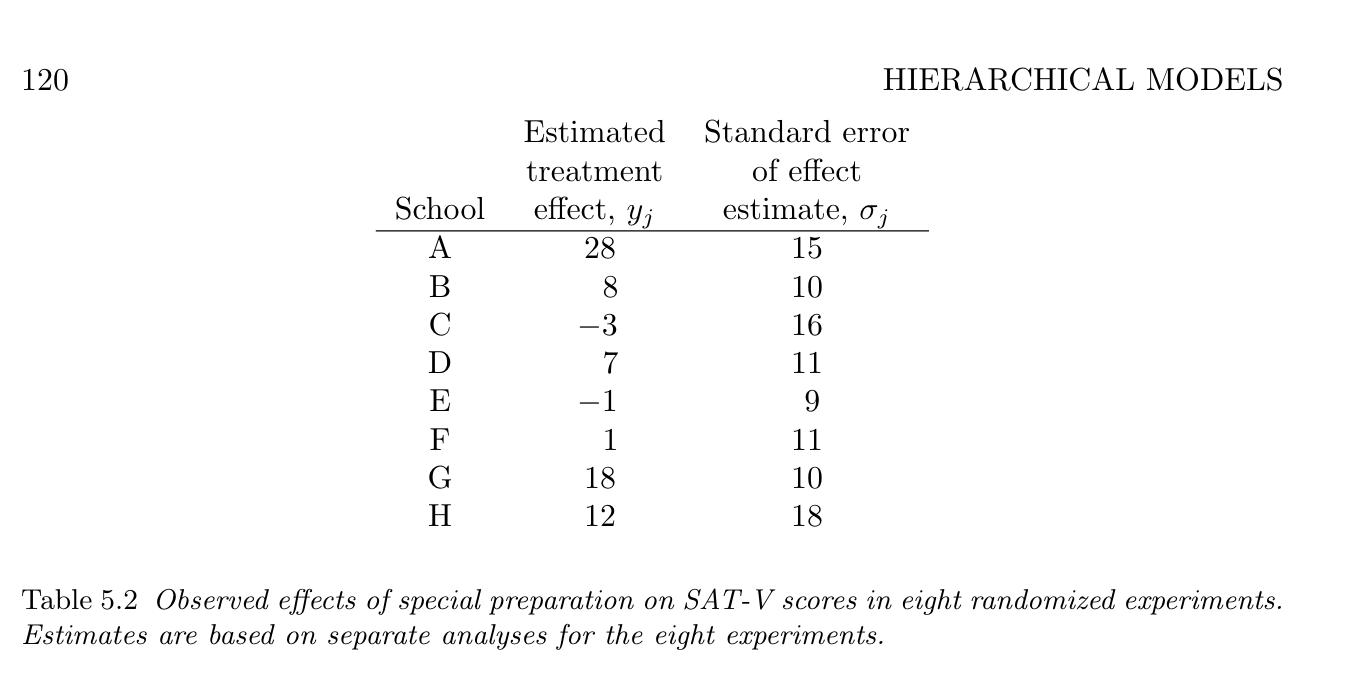 120 HIERARCHICAL MODELS
Estimated Standard error
treatment of effect
School effect, yⱼ estimate, σⱼ
A 28 15
B 8 10
C −3 16
D 7 11
E −1 9
F 1 11
G 18 10
H 12 18
Table 5.2 Observed effects of special preparation on SAT-V scores in eight randomized experiments.
Estimates are based on separate analyses for the eight experiments.